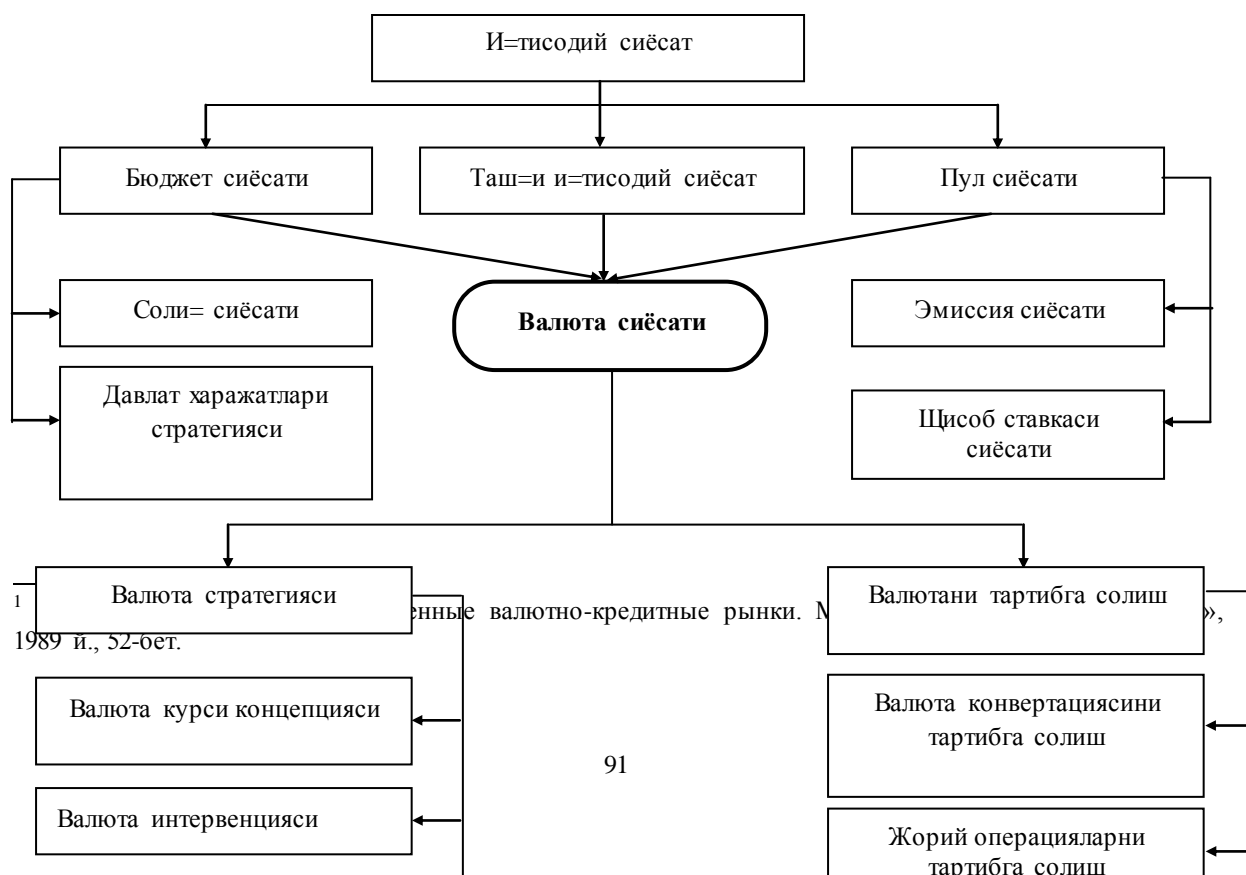 И=тисодий сиёсат
Бюджет сиёсати
Таш=и и=тисодий сиёсат
Пул сиёсати
Соли= сиёсати
Валюта сиёсати
Эмиссия сиёсати
Давлат харажатлари
стратегияси
Щисоб ставкаси
сиёсати
Валюта стратегияси
Валютани тартибга солиш
1 енные валютно-кредитные рынки. »,
1989 й., 52-бет.
Валюта курси концепцияси
Валюта конвертациясини
тартибга солиш
91
Валюта интервенцияси
Жорий операцияларни
тартибга солиш